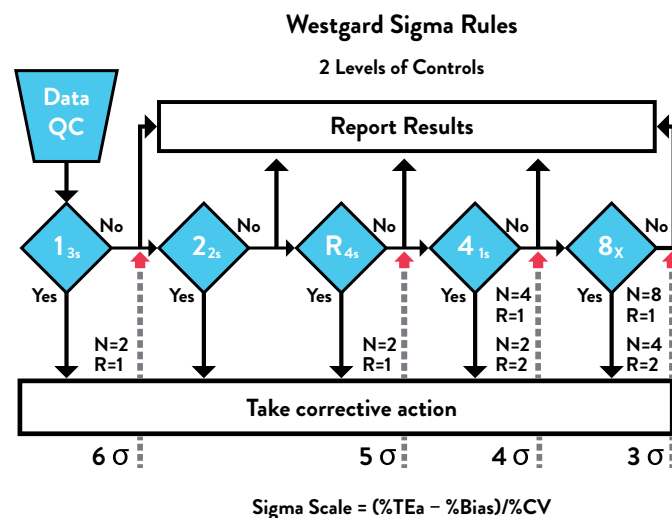 Westgard Sigma Rules
2 Levels of Controls
Data
QC
Report Results
No
No
No
No
No
1 3s
2 2s
R 4s
4 1s
8 X
Yes
Yes
Yes
Yes
Yes
N=2
R=1
N=2
R=1
N=4
R=1
N=2
R=2
N=8
R=1
N=4
R=2
Take corrective action
6 σ
5 σ
4 σ
3 σ
Sigma Scale = (%TEa – %Bias)/%CV